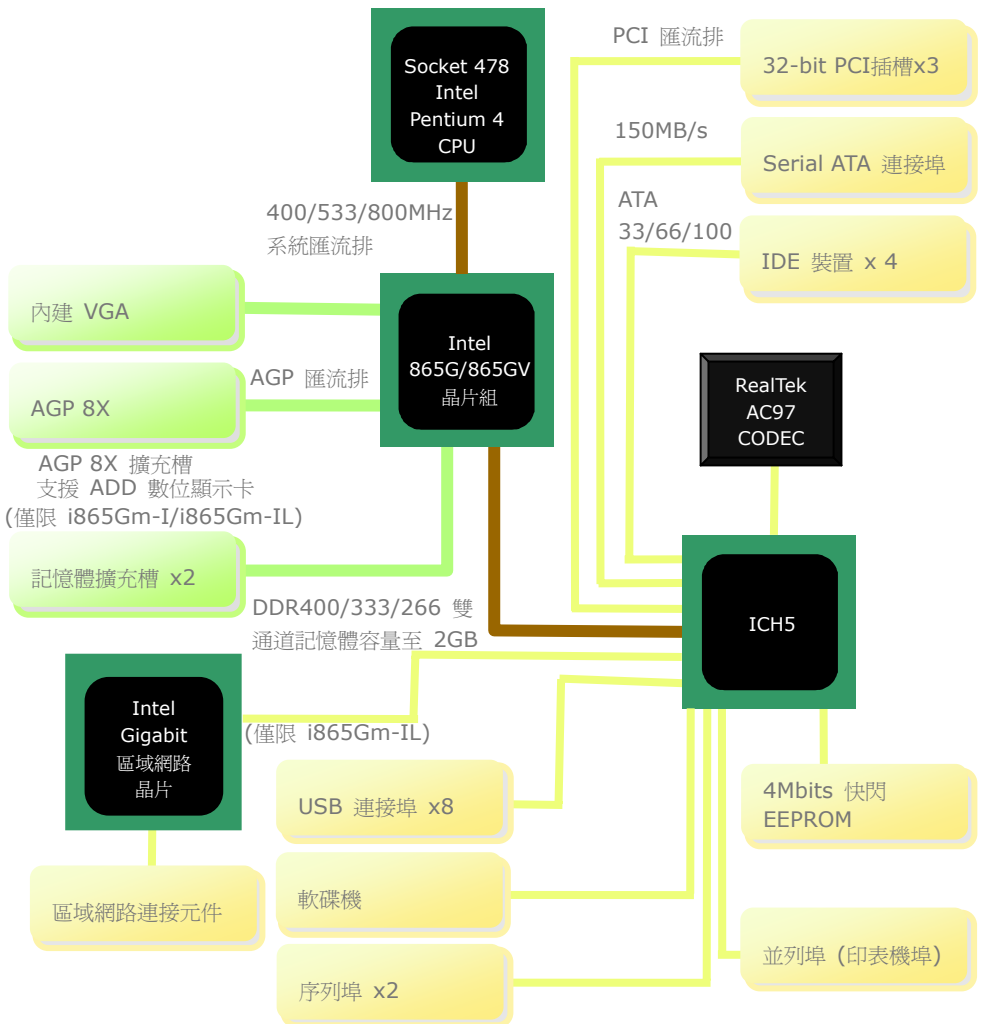 PCI 匯流排
32-bit PCI插槽x3
Socket 478
Intel
Pentium 4
CPU
150MB/s
Serial ATA 連接埠
ATA
33/66/100
IDE 裝置 x 4
400/533/800MHz
系統匯流排
內建 VGA
Intel
865G/865GV
晶片組
AGP 匯流排
AGP 8X
RealTek
AC97
CODEC
AGP 8X 擴充槽
支援 ADD 數位顯示卡
(僅限 i865Gm-I/i865Gm-IL)
記憶體擴充槽 x2
DDR400/333/266 雙
通道記憶體容量至 2GB
ICH5
Intel
Gigabit
區域網路
晶片
(僅限 i865Gm-IL)
USB 連接埠 x8
4Mbits 快閃
EEPROM
軟碟機
區域網路連接元件
並列埠 (印表機埠)
序列埠 x2